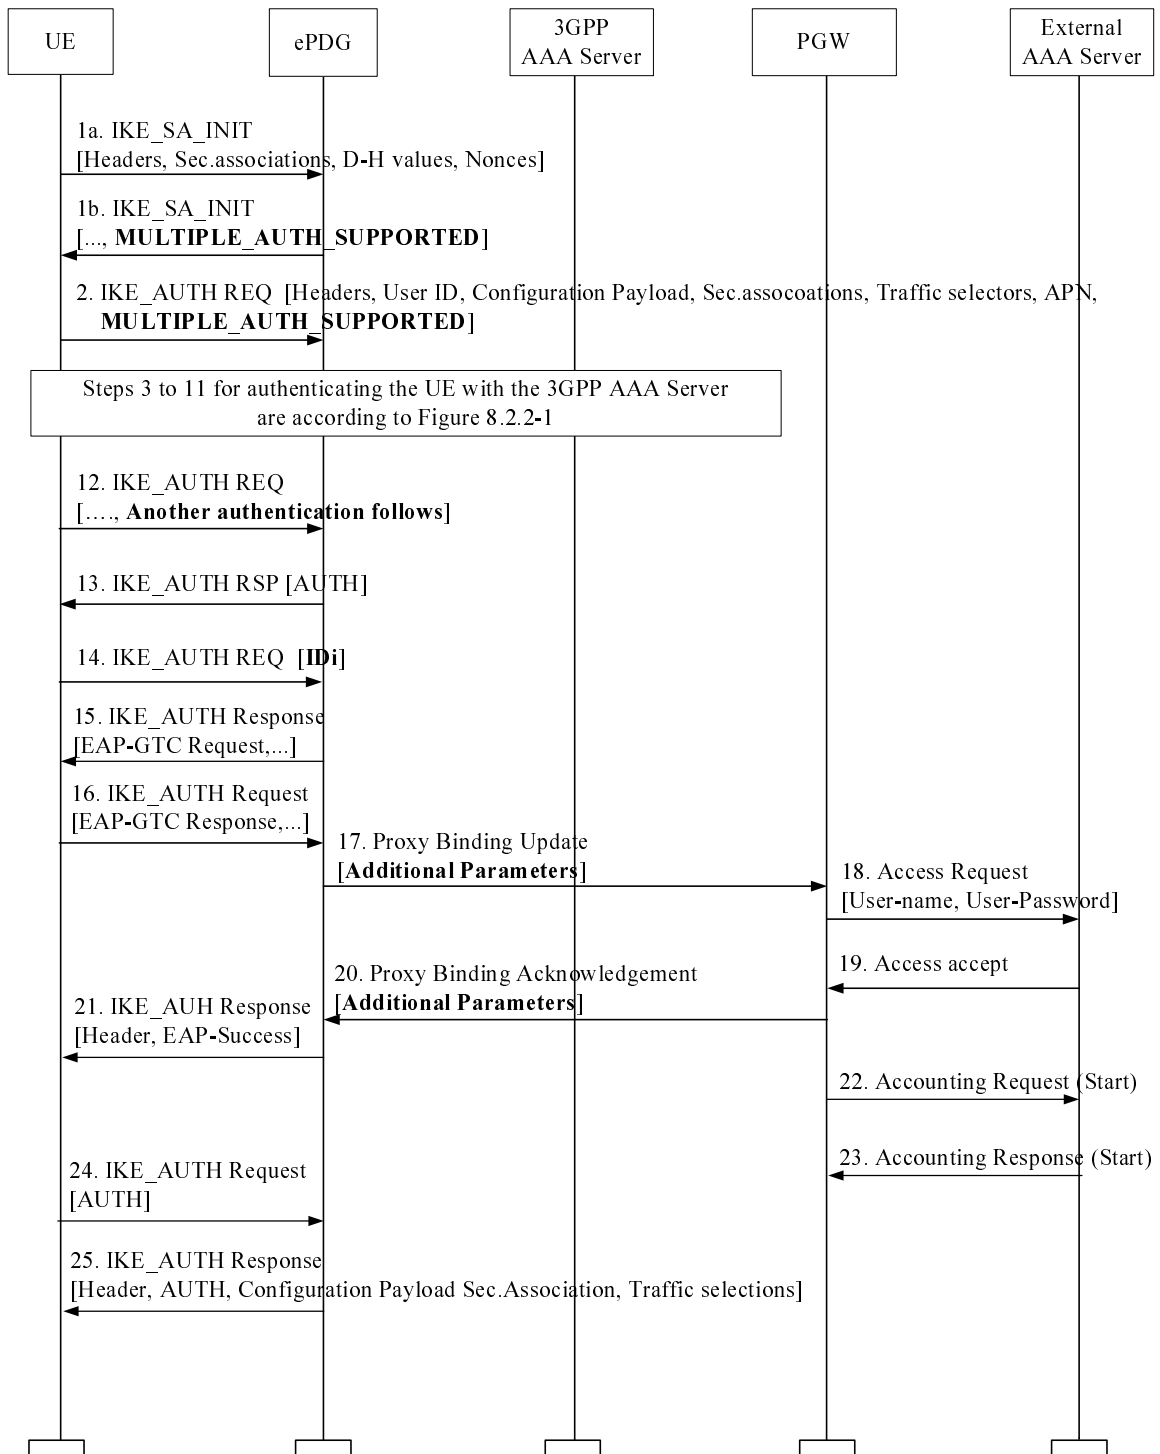 UE
ePDG
3GPP
AAA Server
PGW
External
AAA Server
1a. IKE_SA_INIT
[Headers, Sec.associations, D-H values, Nonces]
1b. IKE_SA_INIT
[..., MULTIPLE_AUTH_SUPPORTED]
2. IKE_AUTH REQ [Headers, User ID, Configuration Payload, Sec.assocoations, Traffic selectors, APN,
MULTIPLE_AUTH_SUPPORTED]
Steps 3 to 11 for authenticating the UE with the 3GPP AAA Server
are according to Figure 8.2.2-1
12. IKE_AUTH REQ
[...., Another authentication follows]
13. IKE_AUTH RSP [AUTH]
14. IKE_AUTH REQ [IDi]
15. IKE_AUTH Response
[EAP-GTC Request,...]
16. IKE_AUTH Request
[EAP-GTC Response,...]
17. Proxy Binding Update
[Additional Parameters]
18. Access Request
[User-name, User-Password]
19. Access accept
20. Proxy Binding Acknowledgement
[Additional Parameters]
21. IKE_AUH Response
[Header, EAP-Success]
22. Accounting Request (Start)
23. Accounting Response (Start)
24. IKE_AUTH Request
[AUTH]
25. IKE_AUTH Response
[Header, AUTH, Configuration Payload Sec.Association, Traffic selections]